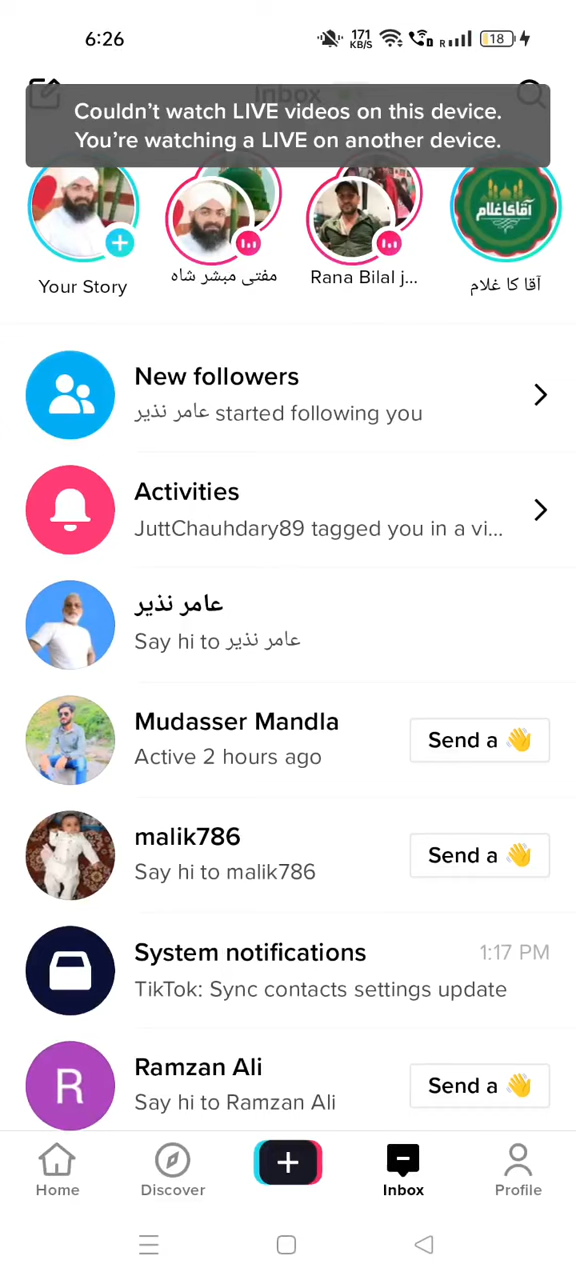 6:26
171
KB/S
R
18
Inbox
Couldn't watch LIVE videos on this device.
You're watching a LIVE on another device.
آقا کا غلام
Your Story
مفتی مبشر شاہ
Rana Bilal j...
آقا کا غلام
New followers
عامر نذیر started following you
Activities
JuttChauhdary89 tagged you in a vi...
عامر نذیر
Say hi to عامر نذیر
Mudasser Mandla
Active 2 hours ago
Send a 👋
malik786
Say hi to malik786
Send a 👋
System notifications
1:17 PM
TikTok: Sync contacts settings update
R
Ramzan Ali
Say hi to Ramzan Ali
Send a 👋
Home
Discover
Inbox
Profile